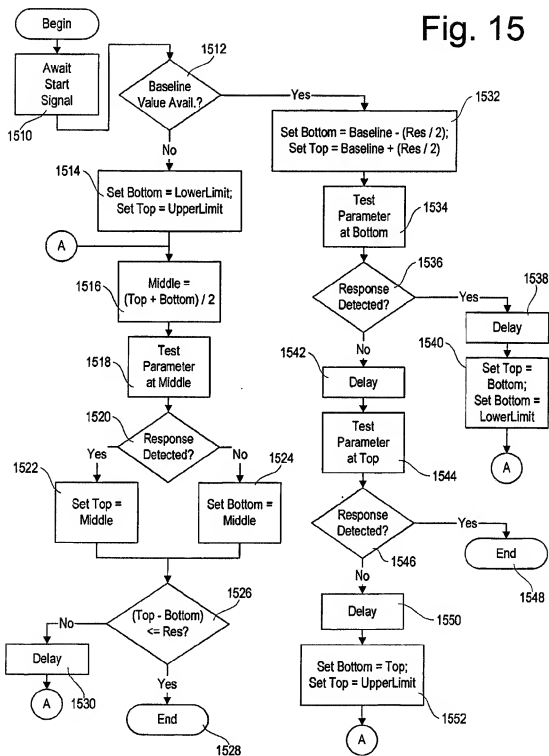 Fig. 15
Begin
Await
Start
Signal
1510
1512
Baseline
Value Avail.?
Yes
No
1514
Set Bottom = LowerLimit;
Set Top = UpperLimit
A
1516
Middle =
(Top + Bottom) / 2
1518
Test
Parameter
at Middle
1520
Response
Detected?
Yes
No
1522
Set Top =
Middle
1524
Set Bottom =
Middle
1526
(Top - Bottom)
<= Res?
No
Yes
Delay
1530
A
End
1528
1532
Set Bottom = Baseline - (Res / 2);
Set Top = Baseline + (Res / 2)
1534
Test
Parameter
at Bottom
1536
Response
Detected?
Yes
No
1538
Delay
1540
Set Top =
Bottom;
Set Bottom =
LowerLimit
A
1542
Delay
Test
Parameter
at Top
1544
Response
Detected?
1546
Yes
No
End
1548
Delay
1550
Set Bottom = Top;
Set Top = UpperLimit
1552
A